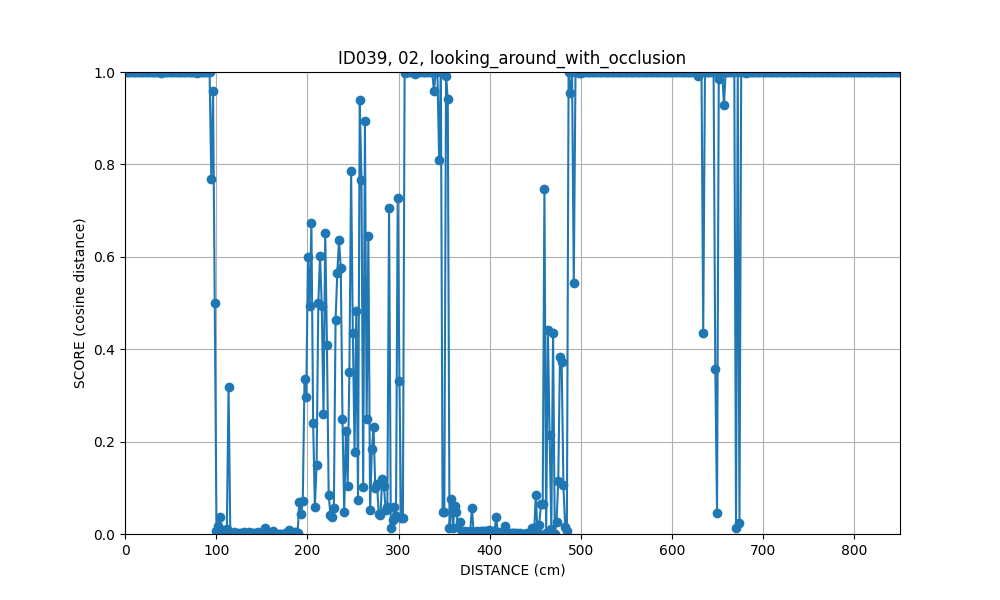 ID039, 02, looking_around_with_occlusion
SCORE (cosine distance)
1.0
0.8
0.6
0.4
0.2
0.0
0 100 200 300 400 500 600 700 800
DISTANCE (cm)